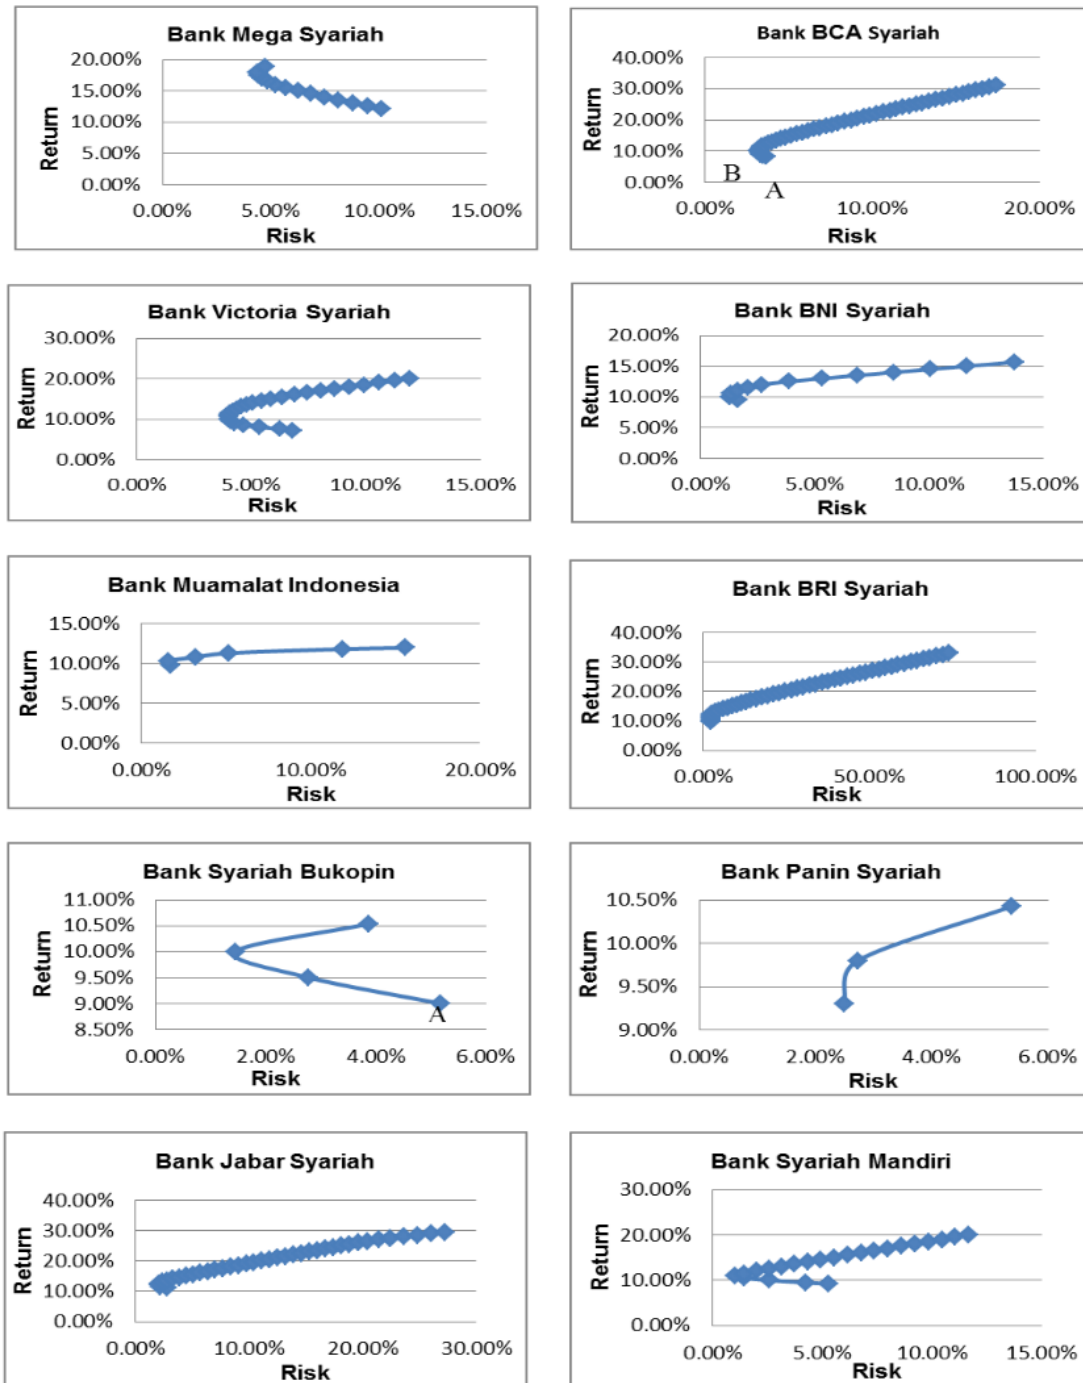 Bank Mega Syariah
20.00%
15.00%
10.00%
5.00%
0.00%
Return
0.00% 5.00% 10.00% 15.00%
Risk
Bank BCA Syariah
40.00%
30.00%
20.00%
10.00%
0.00%
Return
B
A
0.00% 10.00% 20.00%
Risk
Bank Victoria Syariah
30.00%
20.00%
10.00%
0.00%
Return
0.00% 5.00% 10.00% 15.00%
Risk
Bank BNI Syariah
20.00%
15.00%
10.00%
5.00%
0.00%
Return
0.00% 5.00% 10.00% 15.00%
Risk
Bank Muamalat Indonesia
15.00%
10.00%
5.00%
0.00%
Return
0.00% 10.00% 20.00%
Risk
Bank BRI Syariah
40.00%
30.00%
20.00%
10.00%
0.00%
Return
0.00% 50.00% 100.00%
Risk
Bank Syariah Bukopin
11.00%
10.50%
10.00%
9.50%
9.00%
8.50%
Return
A
0.00% 2.00% 4.00% 6.00%
Risk
Bank Panin Syariah
10.50%
10.00%
9.50%
9.00%
Return
0.00% 2.00% 4.00% 6.00%
Risk
Bank Jabar Syariah
40.00%
30.00%
20.00%
10.00%
0.00%
Return
0.00% 10.00% 20.00% 30.00%
Risk
Bank Syariah Mandiri
30.00%
20.00%
10.00%
0.00%
Return
0.00% 5.00% 10.00% 15.00%
Risk